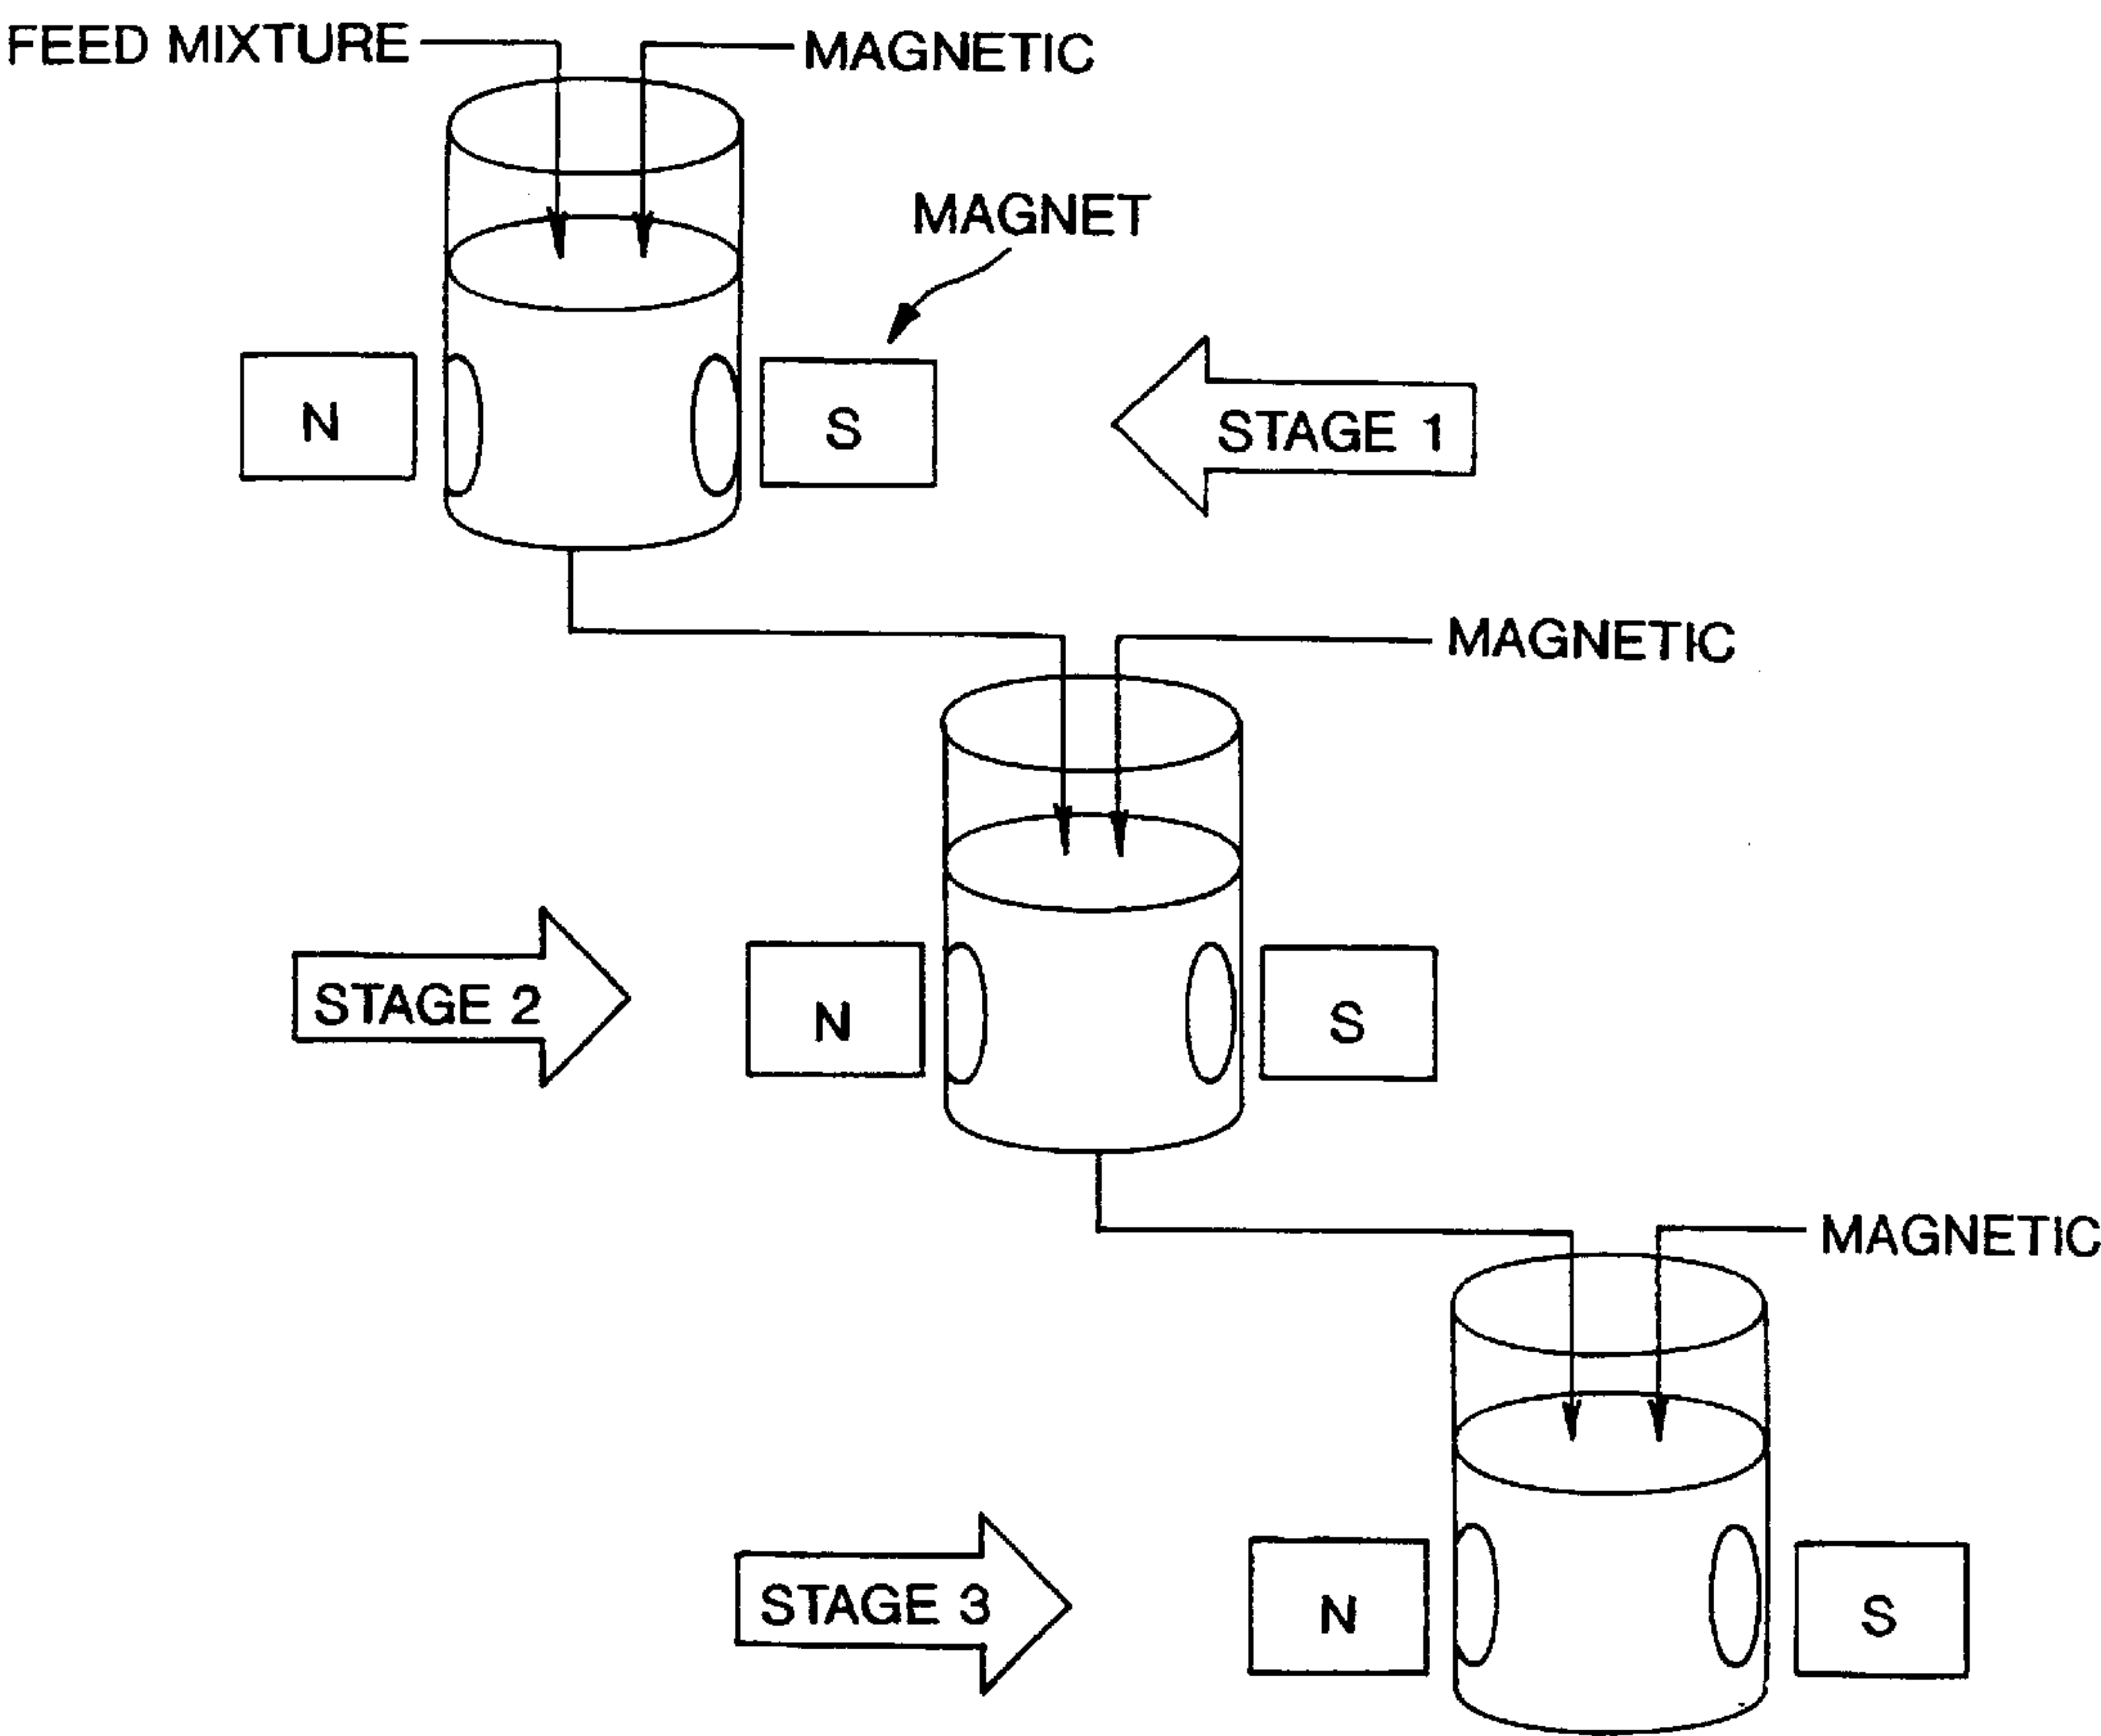 FEED MIXTURE
MAGNETIC
MAGNET
N
S
STAGE 1
MAGNETIC
STAGE 2
N
S
MAGNETIC
STAGE 3
N
S